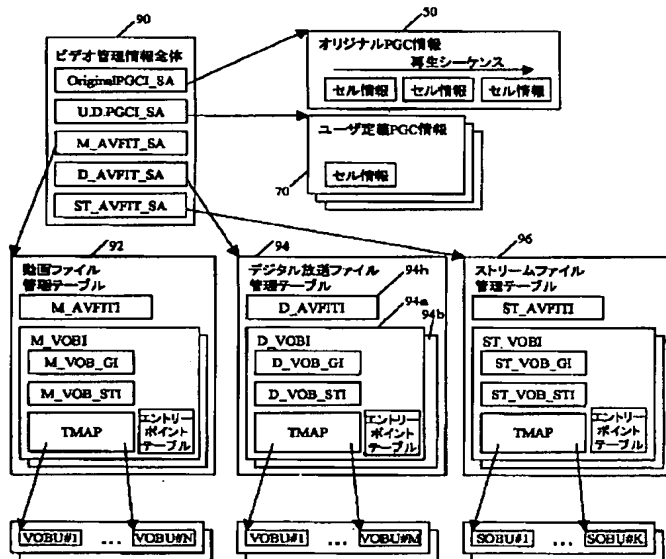 90
ビデオ管理情報全体
OriginalPGCI_SA
U.D.PGCI_SA
M_AVFIT_SA
D_AVFIT_SA
ST_AVFIT_SA
50
オリジナルPGC情報
再生シーケンス
セル情報 セル情報 セル情報
ユーザ定義PGC情報
セル情報
70
92
動画ファイル
管理テーブル
M_AVFITI
M_VOBI
M_VOB_GI
M_VOB_STI
TMAP
エントリー
ポイント
テーブル
94
デジタル放送ファイル
管理テーブル
94h
D_AVFITI
94a
94b
D_VOBI
D_VOB_GI
D_VOB_STI
TMAP
エントリー
ポイント
テーブル
96
ストリームファイル
管理テーブル
ST_AVFITI
ST_VOBI
ST_VOB_GI
ST_VOB_STI
TMAP
エントリー
ポイント
テーブル
VOBU#1 ... VOBU#N
VOBU#1 ... VOBU#M
SOBU#1 ... SOBU#K